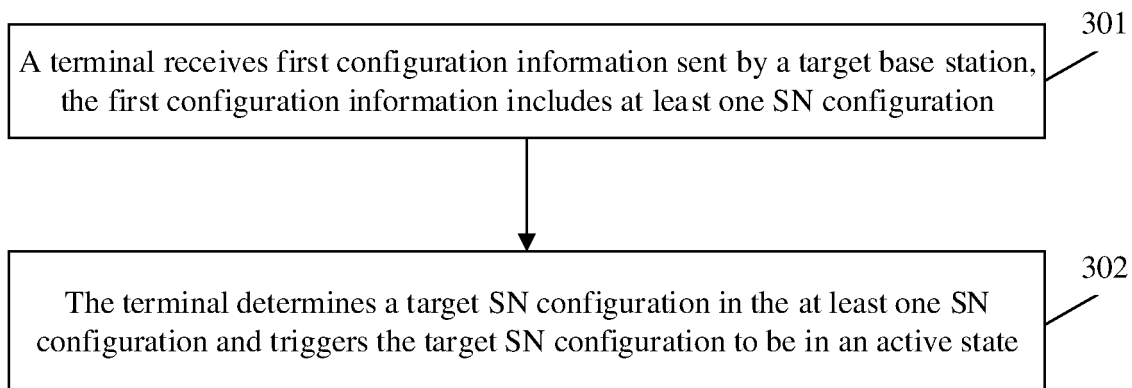 301
A terminal receives first configuration information sent by a target base station,
the first configuration information includes at least one SN configuration
302
The terminal determines a target SN configuration in the at least one SN
configuration and triggers the target SN configuration to be in an active state